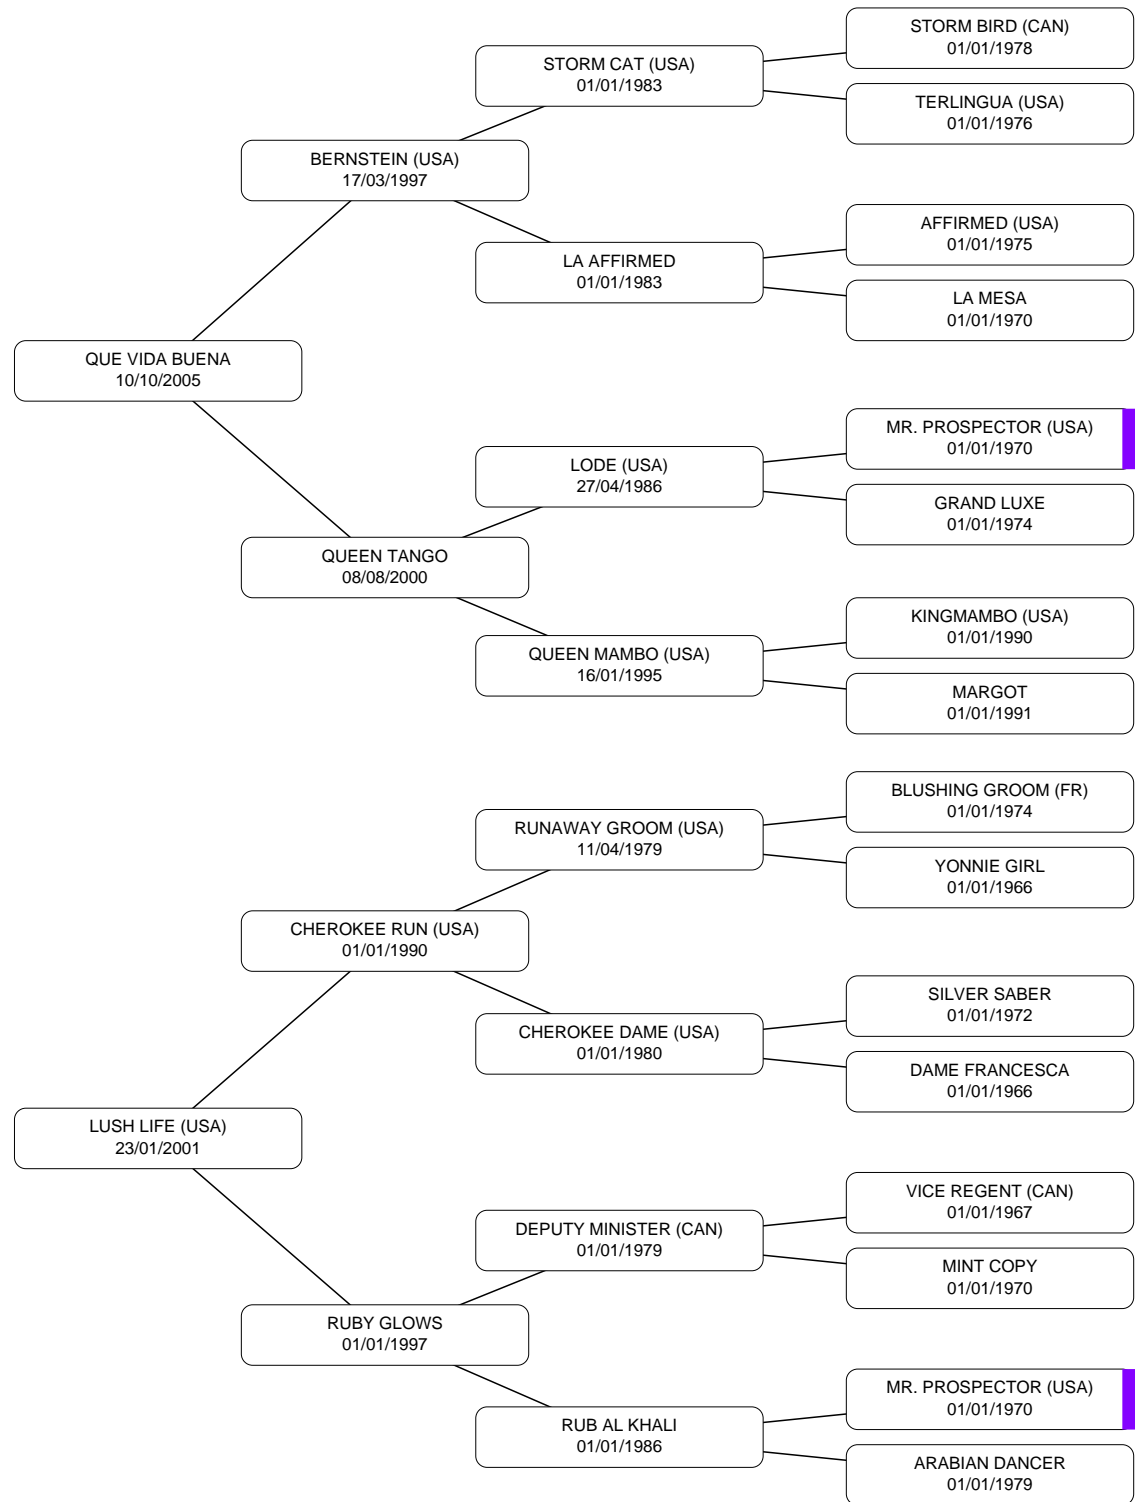 STORM BIRD (CAN)
01/01/1978
STORM CAT (USA)
01/01/1983
TERLINGUA (USA)
01/01/1976
BERNSTEIN (USA)
17/03/1997
AFFIRMED (USA)
01/01/1975
LA AFFIRMED
01/01/1983
LA MESA
01/01/1970
QUE VIDA BUENA
10/10/2005
MR. PROSPECTOR (USA)
01/01/1970
LODE (USA)
27/04/1986
GRAND LUXE
01/01/1974
QUEEN TANGO
08/08/2000
KINGMAMBO (USA)
01/01/1990
QUEEN MAMBO (USA)
16/01/1995
MARGOT
01/01/1991
BLUSHING GROOM (FR)
01/01/1974
RUNAWAY GROOM (USA)
11/04/1979
YONNIE GIRL
01/01/1966
CHEROKEE RUN (USA)
01/01/1990
SILVER SABER
01/01/1972
CHEROKEE DAME (USA)
01/01/1980
DAME FRANCESCA
01/01/1966
LUSH LIFE (USA)
23/01/2001
VICE REGENT (CAN)
01/01/1967
DEPUTY MINISTER (CAN)
01/01/1979
MINT COPY
01/01/1970
RUBY GLOWS
01/01/1997
MR. PROSPECTOR (USA)
01/01/1970
RUB AL KHALI
01/01/1986
ARABIAN DANCER
01/01/1979